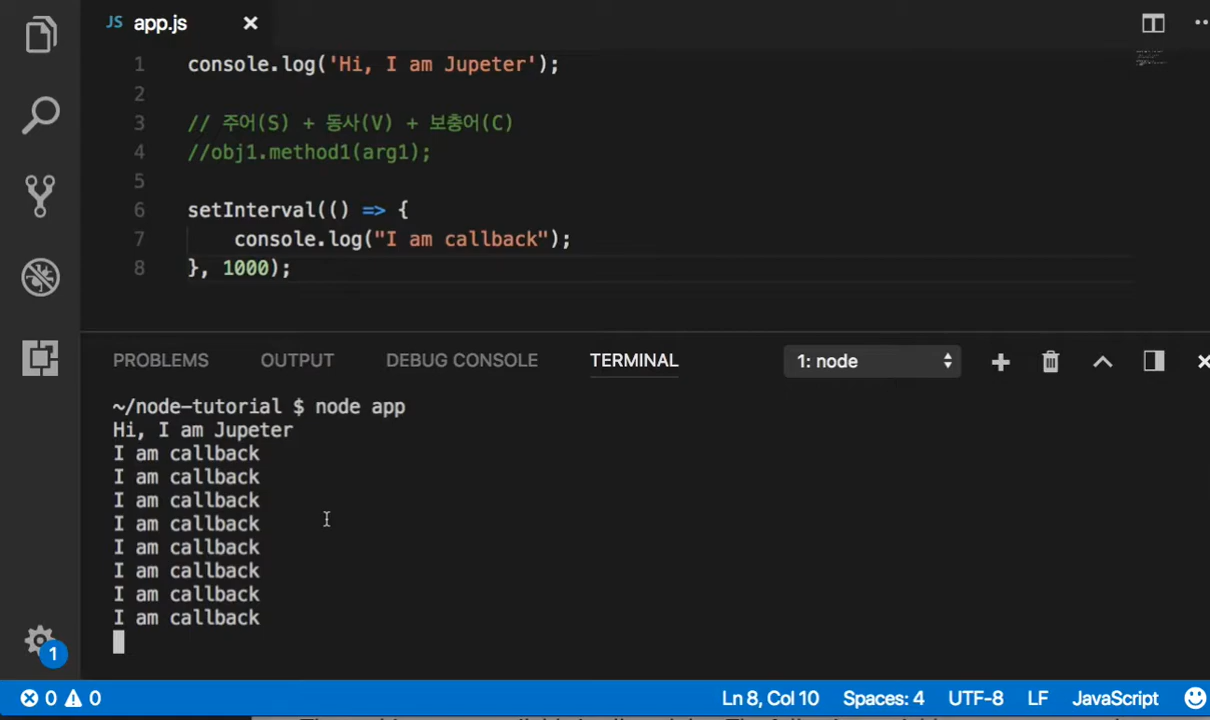 JS app.js
1 console.log('Hi, I am Jupeter');
2
3 // 주어(S) + 동사(V) + 보충어(C)
4 //obj1.method1(arg1);
5
6 setInterval(() => {
7 console.log("I am callback");
8 }, 1000);
PROBLEMS OUTPUT DEBUG CONSOLE TERMINAL 1: node
~/node-tutorial $ node app
Hi, I am Jupeter
I am callback
I am callback
I am callback
I am callback
I am callback
I am callback
I am callback
I am callback
1
0 0 Ln 8, Col 10 Spaces: 4 UTF-8 LF JavaScript